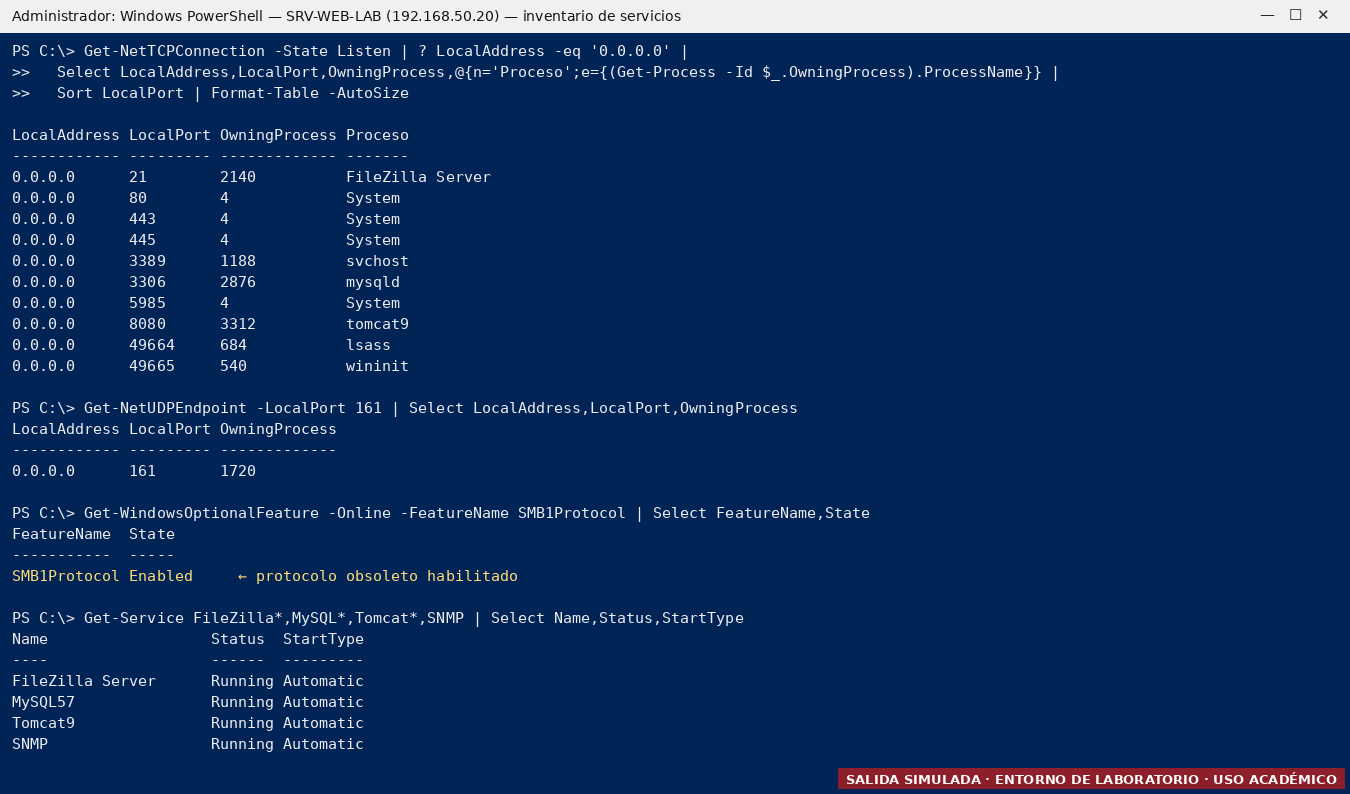 Administrador: Windows PowerShell — SRV-WEB-LAB (192.168.50.20) — inventario de servicios
PS C:\> Get-NetTCPConnection -State Listen | ? LocalAddress -eq '0.0.0.0' |
>>   Select LocalAddress,LocalPort,OwningProcess,@{n='Proceso';e={(Get-Process -Id $_.OwningProcess).ProcessName}} |
>>   Sort LocalPort | Format-Table -AutoSize
LocalAddress LocalPort OwningProcess Proceso
------------ --------- ------------- -------
0.0.0.0      21        2140          FileZilla Server
0.0.0.0      80        4             System
0.0.0.0      443       4             System
0.0.0.0      445       4             System
0.0.0.0      3389      1188          svchost
0.0.0.0      3306      2876          mysqld
0.0.0.0      5985      4             System
0.0.0.0      8080      3312          tomcat9
0.0.0.0      49664     684           lsass
0.0.0.0      49665     540           wininit
PS C:\> Get-NetUDPEndpoint -LocalPort 161 | Select LocalAddress,LocalPort,OwningProcess
LocalAddress LocalPort OwningProcess
------------ --------- -------------
0.0.0.0      161       1720
PS C:\> Get-WindowsOptionalFeature -Online -FeatureName SMB1Protocol | Select FeatureName,State
FeatureName  State
-----------  -----
SMB1Protocol Enabled     ← protocolo obsoleto habilitado
PS C:\> Get-Service FileZilla*,MySQL*,Tomcat*,SNMP | Select Name,Status,StartType
Name                  Status  StartType
----                  ------  ---------
FileZilla Server      Running Automatic
MySQL57               Running Automatic
Tomcat9               Running Automatic
SNMP                  Running Automatic
SALIDA SIMULADA · ENTORNO DE LABORATORIO · USO ACADÉMICO